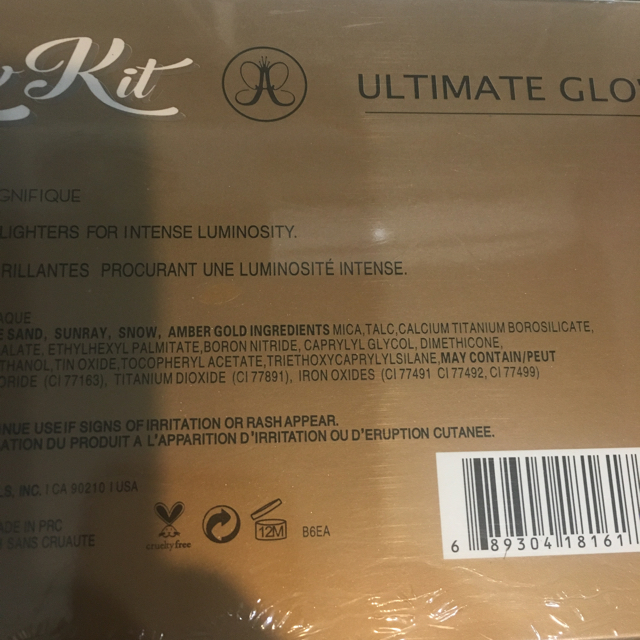 Kit
ULTIMATE GLOW
GNIFIQUE
LIGHTERS FOR INTENSE LUMINOSITY.
RILLANTES PROCURANT UNE LUMINOSITÉ INTENSE.
AQUE
E SAND, SUNRAY, SNOW, AMBER GOLD INGREDIENTS MICA,TALC,CALCIUM TITANIUM BOROSILICATE,
ALATE, ETHYLHEXYL PALMITATE,BORON NITRIDE, CAPRYLYL GLYCOL, DIMETHICONE,
THANOL,TIN OXIDE,TOCOPHERYL ACETATE,TRIETHOXYCAPRYLYLSILANE,MAY CONTAIN/PEUT
ORIDE (CI 77163), TITANIUM DIOXIDE (CI 77891), IRON OXIDES (CI 77491 CI 77492, CI 77499)
NUE USE IF SIGNS OF IRRITATION OR RASH APPEAR.
ATION DU PRODUIT A L'APPARITION D'IRRITATION OU D'ERUPTION CUTANEE.
LS, INC. I CA 90210 I USA
ADE IN PRC
SANS CRUAUTE
cruelty free
12M
B6EA
6 89304 18161